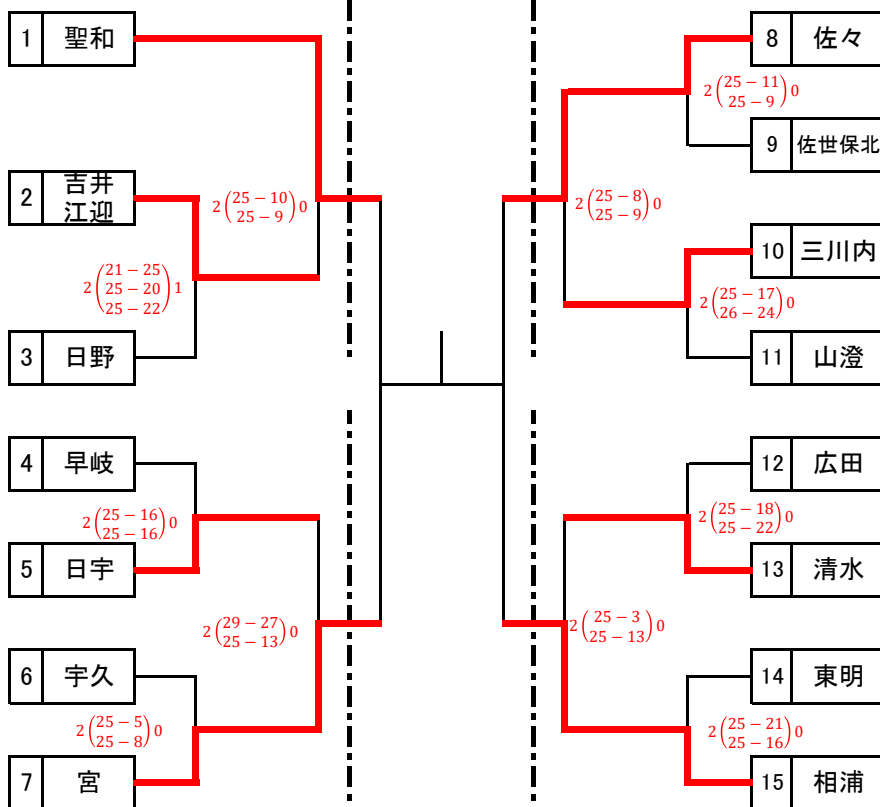 1 聖和
2 吉井
江迎
3 日野
4 早岐
5 日宇
6 宇久
7 宮
2(25－10
25－9)0
2(21－25
25－20
25－22)1
2(25－16
25－16)0
2(29－27
25－13)0
2(25－5
25－8)0
8 佐々
9 佐世保北
10 三川内
11 山澄
12 広田
13 清水
14 東明
15 相浦
2(25－11
25－9)0
2(25－8
25－9)0
2(25－17
26－24)0
2(25－18
25－22)0
2(25－3
25－13)0
2(25－21
25－16)0